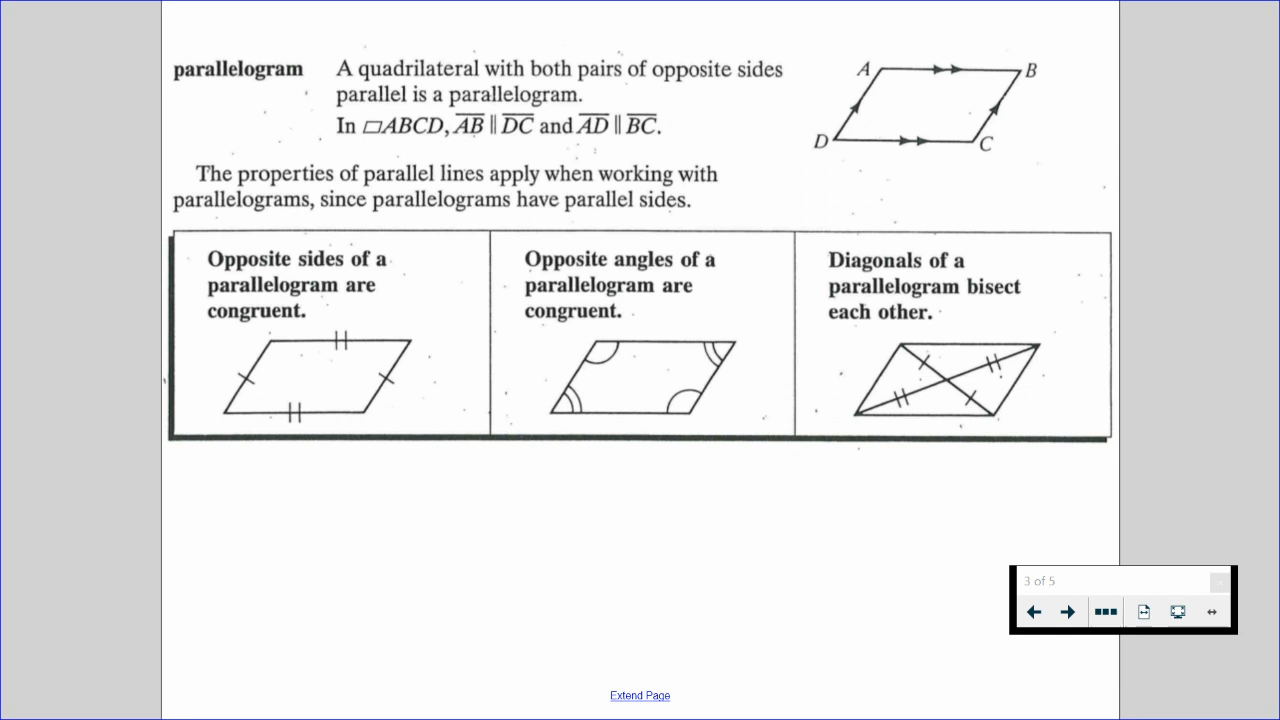 parallelogram A quadrilateral with both pairs of opposite sides
parallel is a parallelogram.
In ▱ABCD, AB ∥ DC and AD ∥ BC.
A B
D C
The properties of parallel lines apply when working with
parallelograms, since parallelograms have parallel sides.
Opposite sides of a
parallelogram are
congruent.
Opposite angles of a
parallelogram are
congruent.
Diagonals of a
parallelogram bisect
each other.
3 of 5
Extend Page